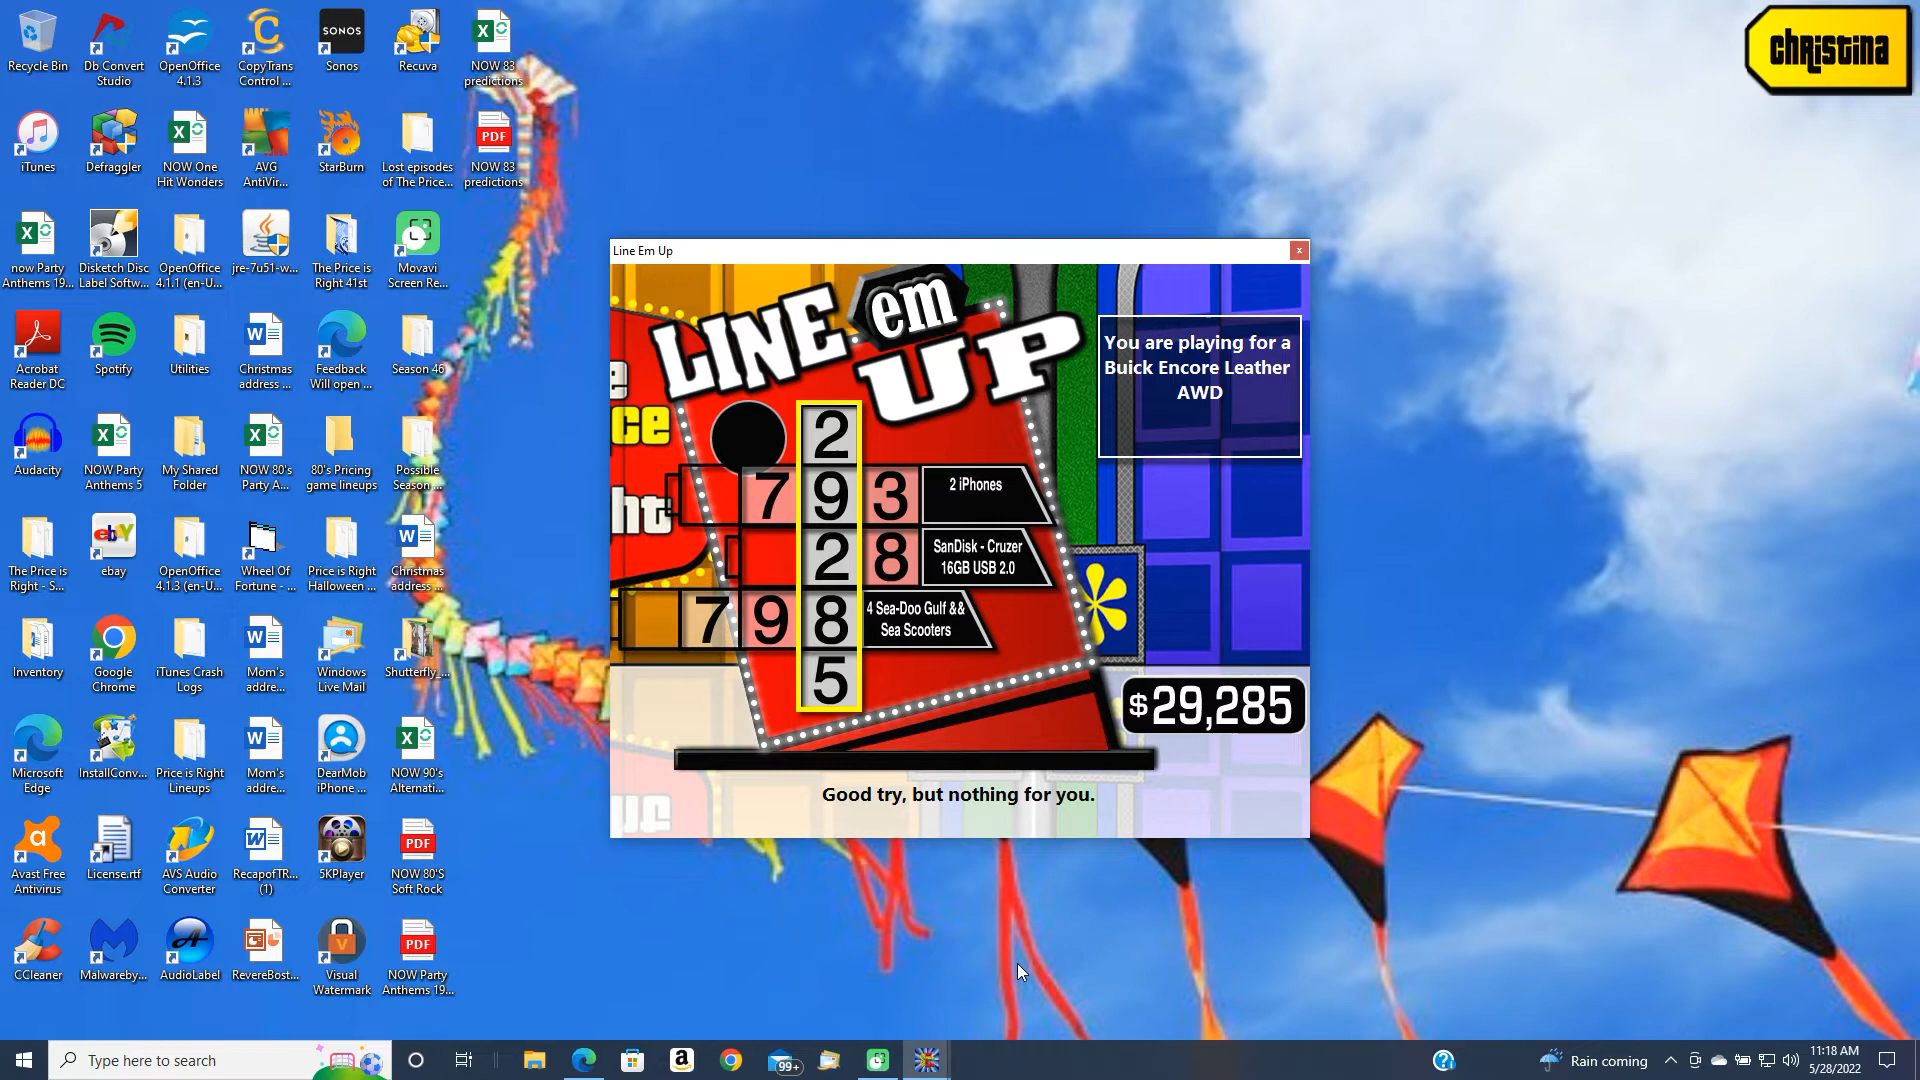 Recycle Bin
Db Convert
Studio
OpenOffice
4.1.3
CopyTrans
Control ...
SONOS
Sonos
Recuva
NOW 83
predictions
christina
iTunes
Defraggler
NOW One
Hit Wonders
AVG
AntiVir...
StarBurn
Lost episodes
of The Price...
PDF
NOW 83
predictions
now Party
Anthems 19...
Disketch Disc
Label Softw...
OpenOffice
4.1.1 (en-U...
jre-7u51-w...
The Price is
Right 41st
Movavi
Screen Re...
Acrobat
Reader DC
Spotify
Utilities
Christmas
address ...
Feedback
Will open ...
Season 46
Audacity
NOW Party
Anthems 5
My Shared
Folder
NOW 80's
Party A...
80's Pricing
game lineups
Possible
Season ...
The Price is
Right - S...
ebay
ebay
OpenOffice
4.1.3 (en-U...
Wheel Of
Fortune - ...
Price is Right
Halloween ...
Christmas
address ...
Inventory
Google
Chrome
iTunes Crash
Logs
Mom's
addre...
Windows
Live Mail
Shutterfly_...
Microsoft
Edge
InstallConv...
Price is Right
Lineups
Mom's
addre...
DearMob
iPhone ...
NOW 90's
Alternati...
Avast Free
Antivirus
License.rtf
AVS Audio
Converter
RecapofTR...
(1)
5KPlayer
PDF
NOW 80'S
Soft Rock
CCleaner
Malwareby...
AudioLabel
RevereBost...
Visual
Watermark
PDF
NOW Party
Anthems 19...
Line Em Up
LINE em UP
You are playing for a
Buick Encore Leather
AWD
2
7 9 3 2 iPhones
2 8 SanDisk - Cruzer
16GB USB 2.0
7 9 8 4 Sea-Doo Gulf &&
Sea Scooters
5
$29,285
Good try, but nothing for you.
Type here to search
99+
Rain coming
11:18 AM
5/28/2022